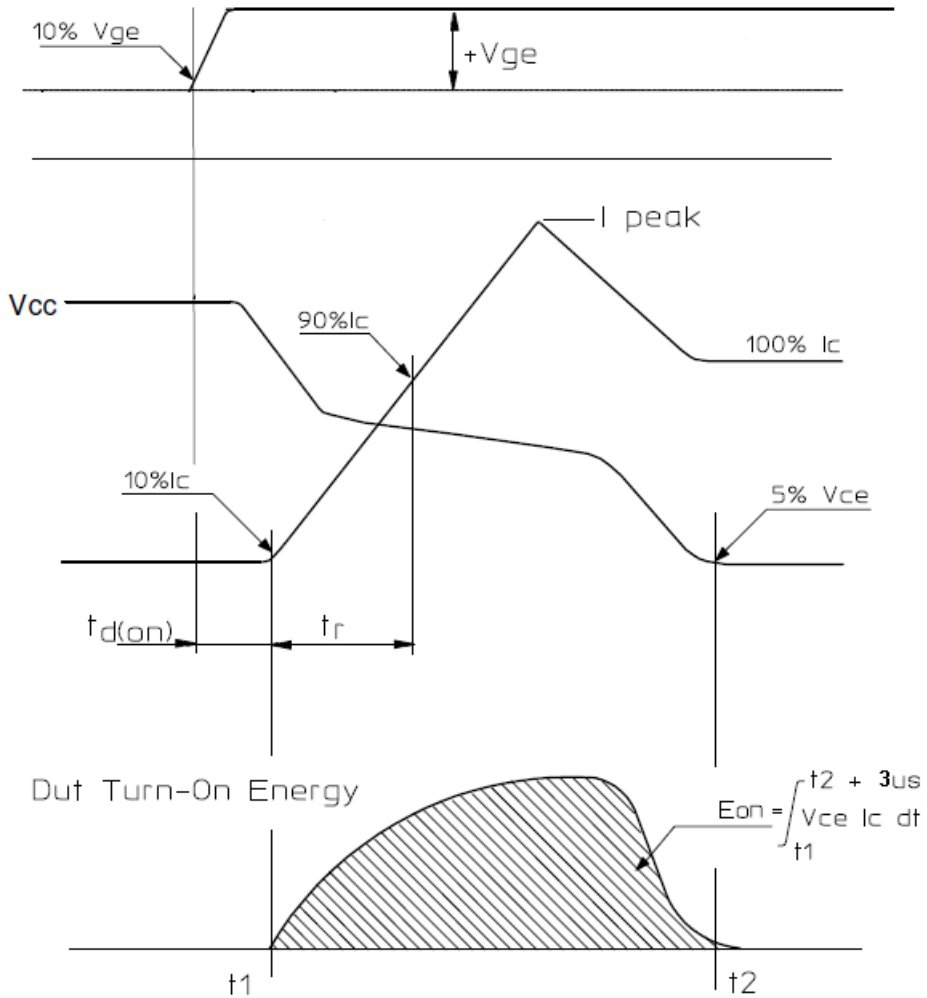 10% Vge
+Vge
I peak
Vcc
90%Ic
100% Ic
10%Ic
5% Vce
td(on)
tr
Dut Turn-On Energy
t2 + 3us
Eon = ∫ Vce Ic dt
t1
t1
t2